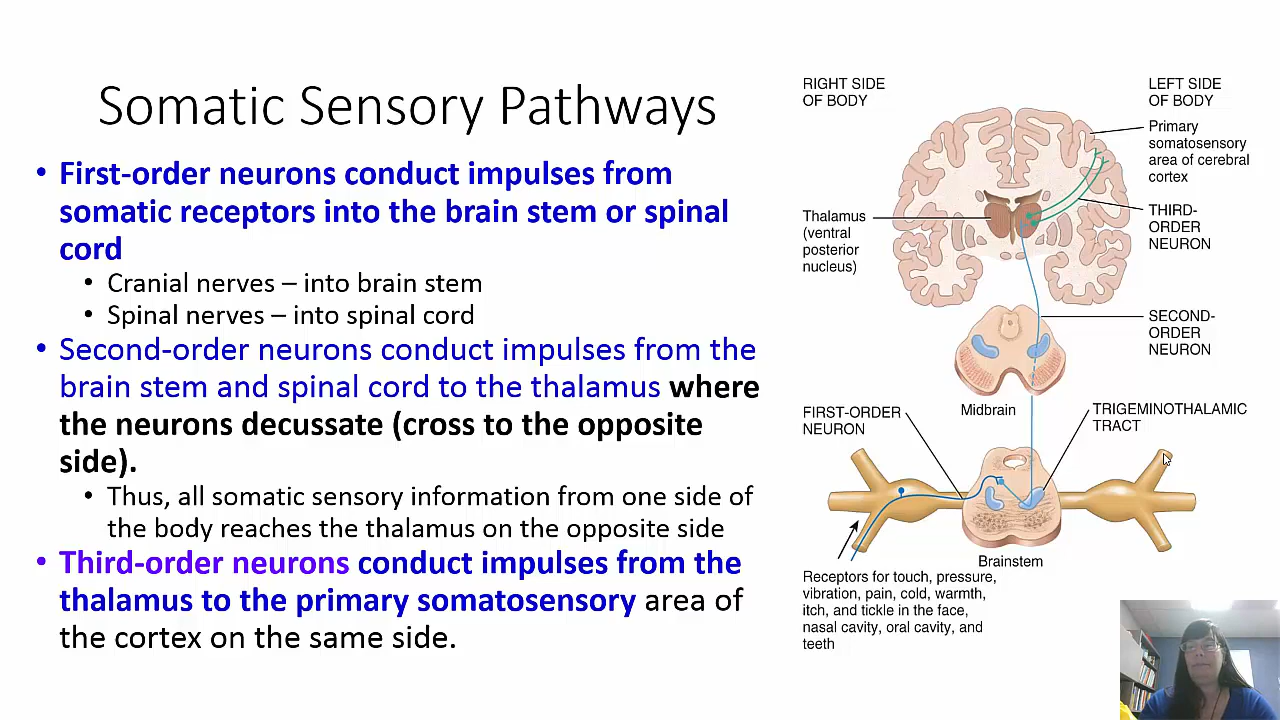 Somatic Sensory Pathways
• First-order neurons conduct impulses from
somatic receptors into the brain stem or spinal
cord
• Cranial nerves – into brain stem
• Spinal nerves – into spinal cord
• Second-order neurons conduct impulses from the
brain stem and spinal cord to the thalamus where
the neurons decussate (cross to the opposite
side).
• Thus, all somatic sensory information from one side of
the body reaches the thalamus on the opposite side
• Third-order neurons conduct impulses from the
thalamus to the primary somatosensory area of
the cortex on the same side.
RIGHT SIDE
OF BODY
LEFT SIDE
OF BODY
Primary
somatosensory
area of cerebral
cortex
Thalamus
(ventral
posterior
nucleus)
THIRD-
ORDER
NEURON
SECOND-
ORDER
NEURON
Midbrain
FIRST-ORDER
NEURON
TRIGEMINOTHALAMIC
TRACT
Brainstem
Receptors for touch, pressure,
vibration, pain, cold, warmth,
itch, and tickle in the face,
nasal cavity, oral cavity, and
teeth